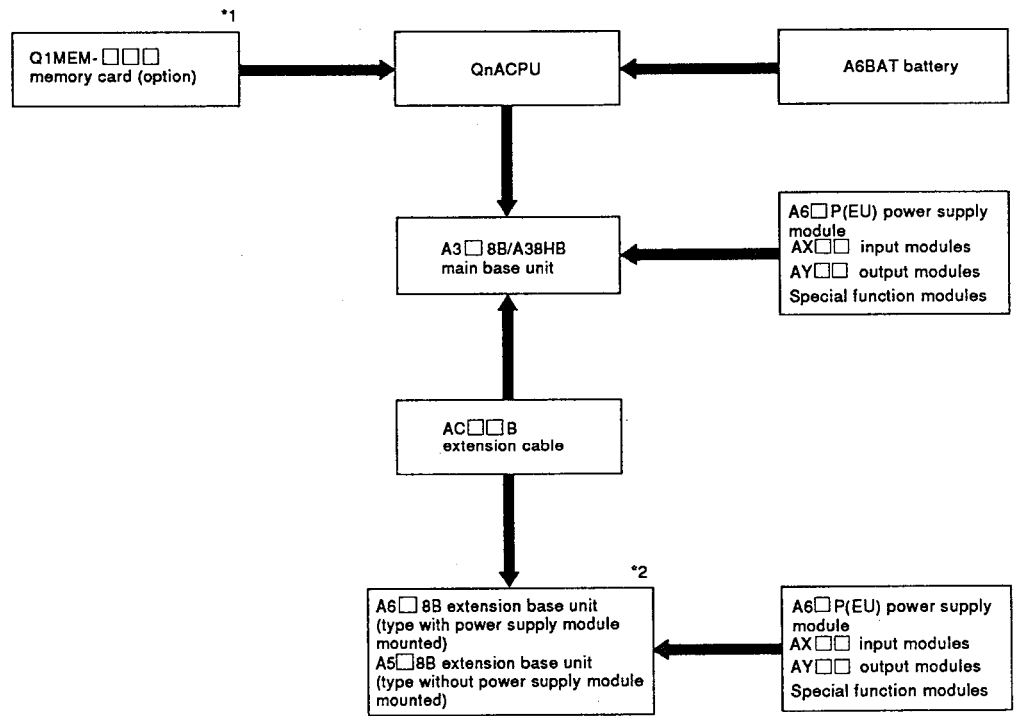 *1
Q1MEM-□□□
memory card (option)
QnACPU
A6BAT battery
A3□8B/A38HB
main base unit
A6□P(EU) power supply
module
AX□□ input modules
AY□□ output modules
Special function modules
AC□□B
extension cable
*2
A6□8B extension base unit
(type with power supply module
mounted)
A5□8B extension base unit
(type without power supply module
mounted)
A6□P(EU) power supply
module
AX□□ input modules
AY□□ output modules
Special function modules